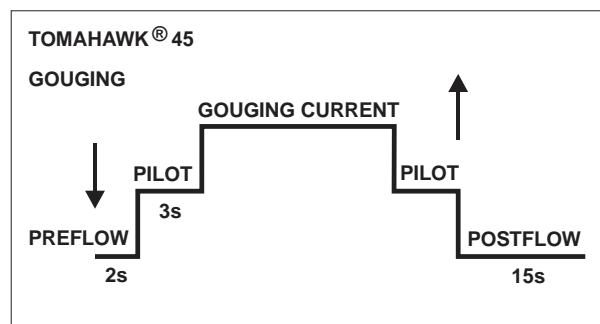 TOMAHAWK® 45
GOUGING
GOUGING CURRENT
PILOT
PILOT
3s
PREFLOW
POSTFLOW
2s
15s